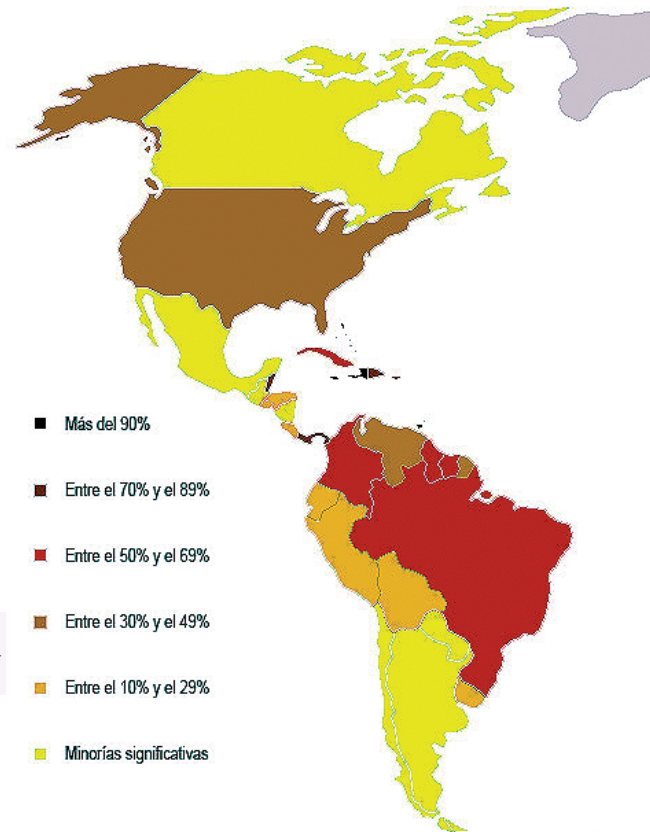 Más del 90%
Entre el 70% y el 89%
Entre el 50% y el 69%
Entre el 30% y el 49%
Entre el 10% y el 29%
Minorías significativas